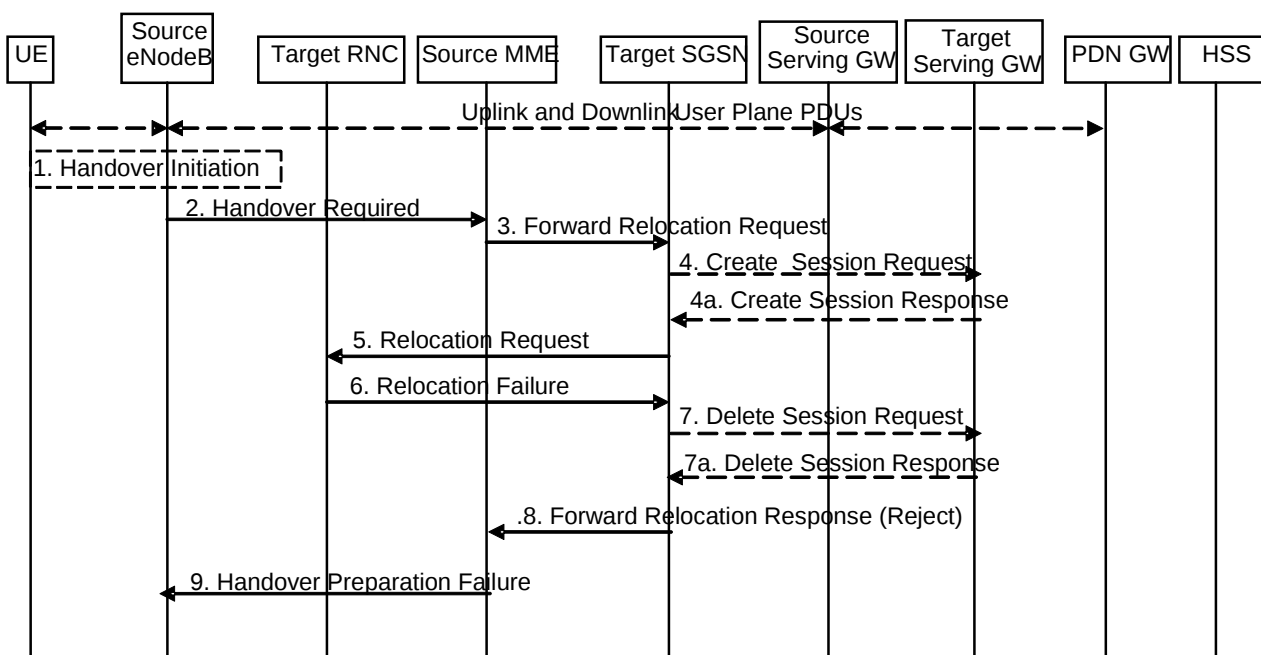 UE
Source
eNodeB
Target RNC
Source MME
Target SGSN
Source
Serving GW
Target
Serving GW
PDN GW
HSS
Uplink and Downlink User Plane PDUs
1. Handover Initiation
2. Handover Required
3. Forward Relocation Request
4. Create  Session Request
4a. Create Session Response
5. Relocation Request
6. Relocation Failure
7. Delete Session Request
7a. Delete Session Response
.8. Forward Relocation Response (Reject)
9. Handover Preparation Failure